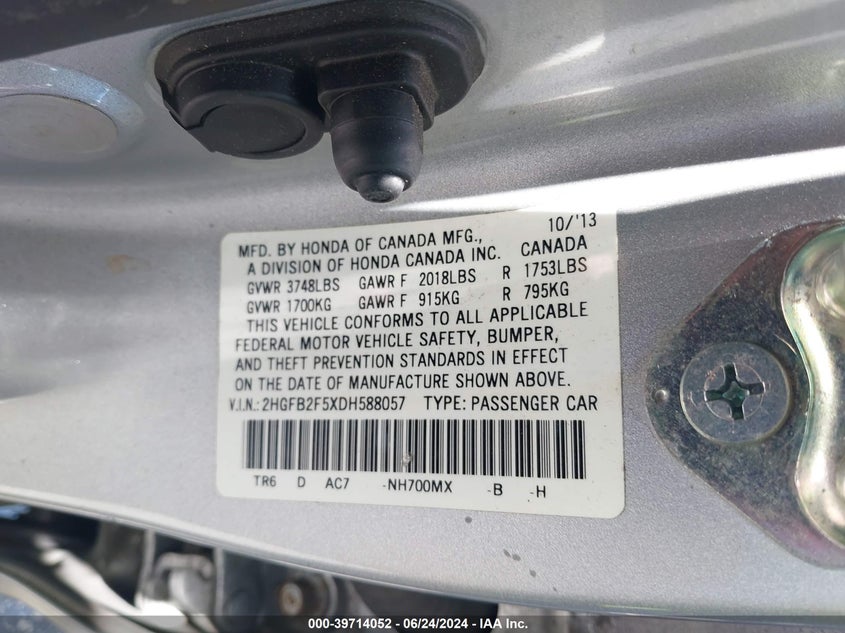 10/'13
MFD. BY HONDA OF CANADA MFG.,
A DIVISION OF HONDA CANADA INC. CANADA
GVWR 3748LBS GAWR F 2018LBS R 1753LBS
GVWR 1700KG GAWR F 915KG R 795KG
THIS VEHICLE CONFORMS TO ALL APPLICABLE
FEDERAL MOTOR VEHICLE SAFETY, BUMPER,
AND THEFT PREVENTION STANDARDS IN EFFECT
ON THE DATE OF MANUFACTURE SHOWN ABOVE.
V.I.N.: 2HGFB2F5XDH588057 TYPE: PASSENGER CAR
TR6 D AC7 -NH700MX -B -H
000-39714052 - 06/24/2024 - IAA Inc.